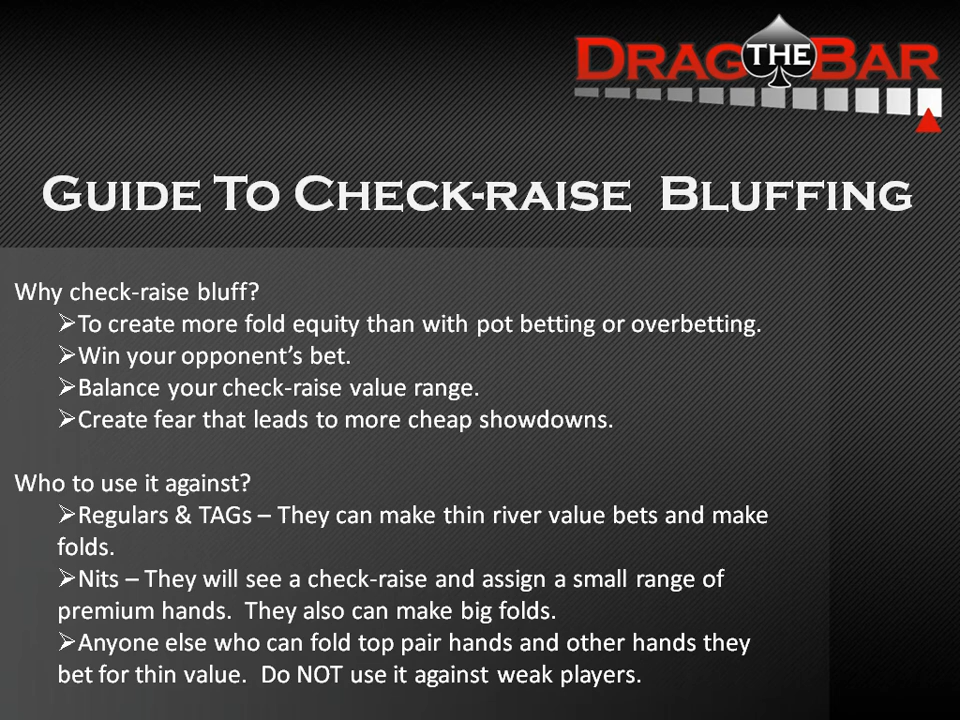 DRAG THE BAR
GUIDE TO CHECK-RAISE BLUFFING
Why check-raise bluff?
➢To create more fold equity than with pot betting or overbetting.
➢Win your opponent’s bet.
➢Balance your check-raise value range.
➢Create fear that leads to more cheap showdowns.
Who to use it against?
➢Regulars & TAGs – They can make thin river value bets and make
folds.
➢Nits – They will see a check-raise and assign a small range of
premium hands.  They also can make big folds.
➢Anyone else who can fold top pair hands and other hands they
bet for thin value.  Do NOT use it against weak players.